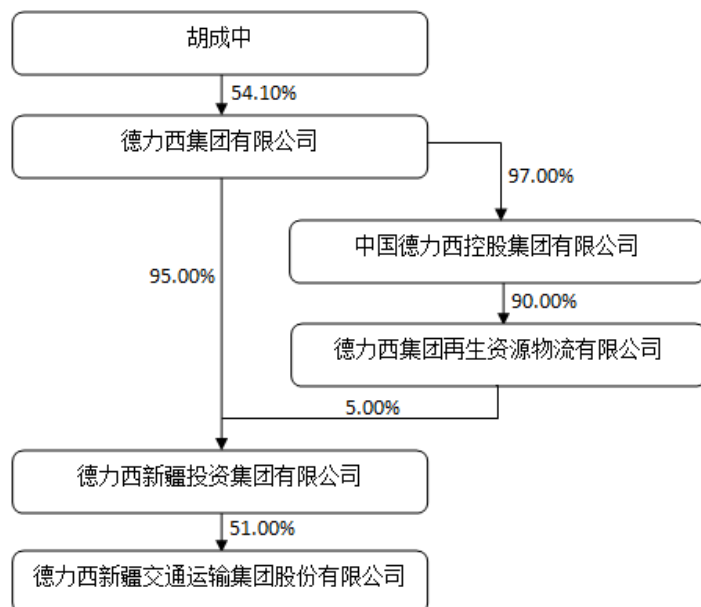 胡成中
54.10%
德力西集团有限公司
97.00%
中国德力西控股集团有限公司
95.00%
90.00%
德力西集团再生资源物流有限公司
5.00%
德力西新疆投资集团有限公司
51.00%
德力西新疆交通运输集团股份有限公司